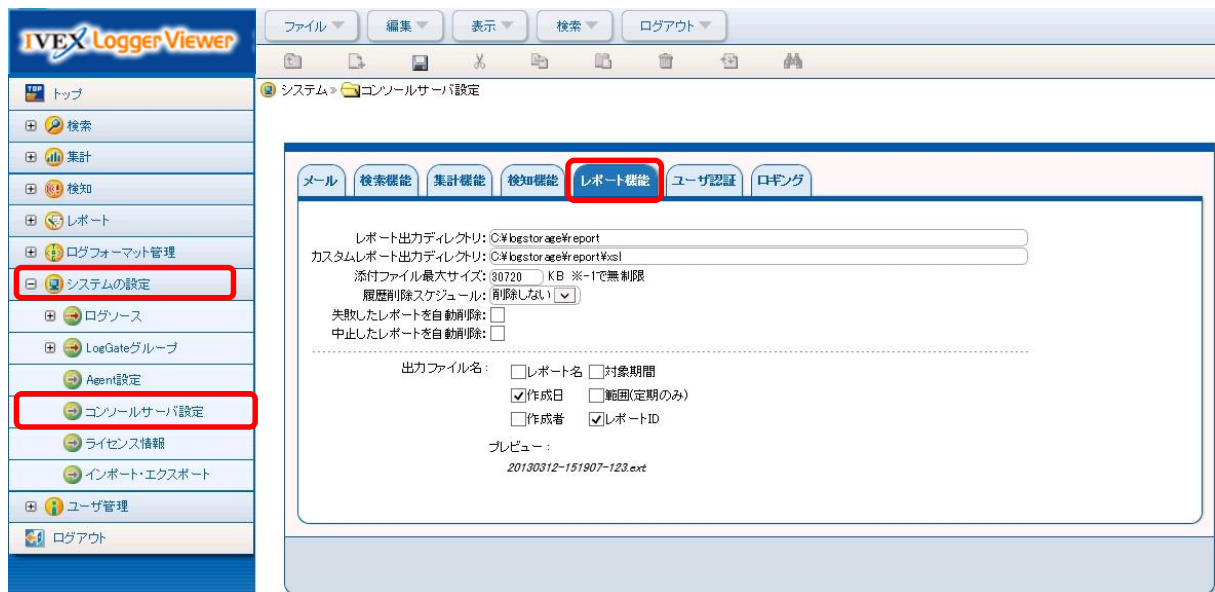 IVEX Logger Viewer
ファイル 編集 表示 検索 ログアウト
システム » コンソールサーバ設定
TOP トップ
検索
集計
検知
レポート
ログフォーマット管理
システムの設定
ログソース
LogGateグループ
Agent設定
コンソールサーバ設定
ライセンス情報
インポート・エクスポート
ユーザ管理
ログアウト
メール 検索機能 集計機能 検知機能 レポート機能 ユーザ認証 ロギング
レポート出力ディレクトリ: C:¥logstorage¥report
カスタムレポート出力ディレクトリ: C:¥logstorage¥report¥xsl
添付ファイル最大サイズ: 30720 KB ※-1で無制限
履歴削除スケジュール: 削除しない
失敗したレポートを自動削除:
中止したレポートを自動削除:
出力ファイル名: レポート名 対象期間
作成日 範囲(定期のみ)
作成者 レポートID
プレビュー:
20130312-151907-123.ext